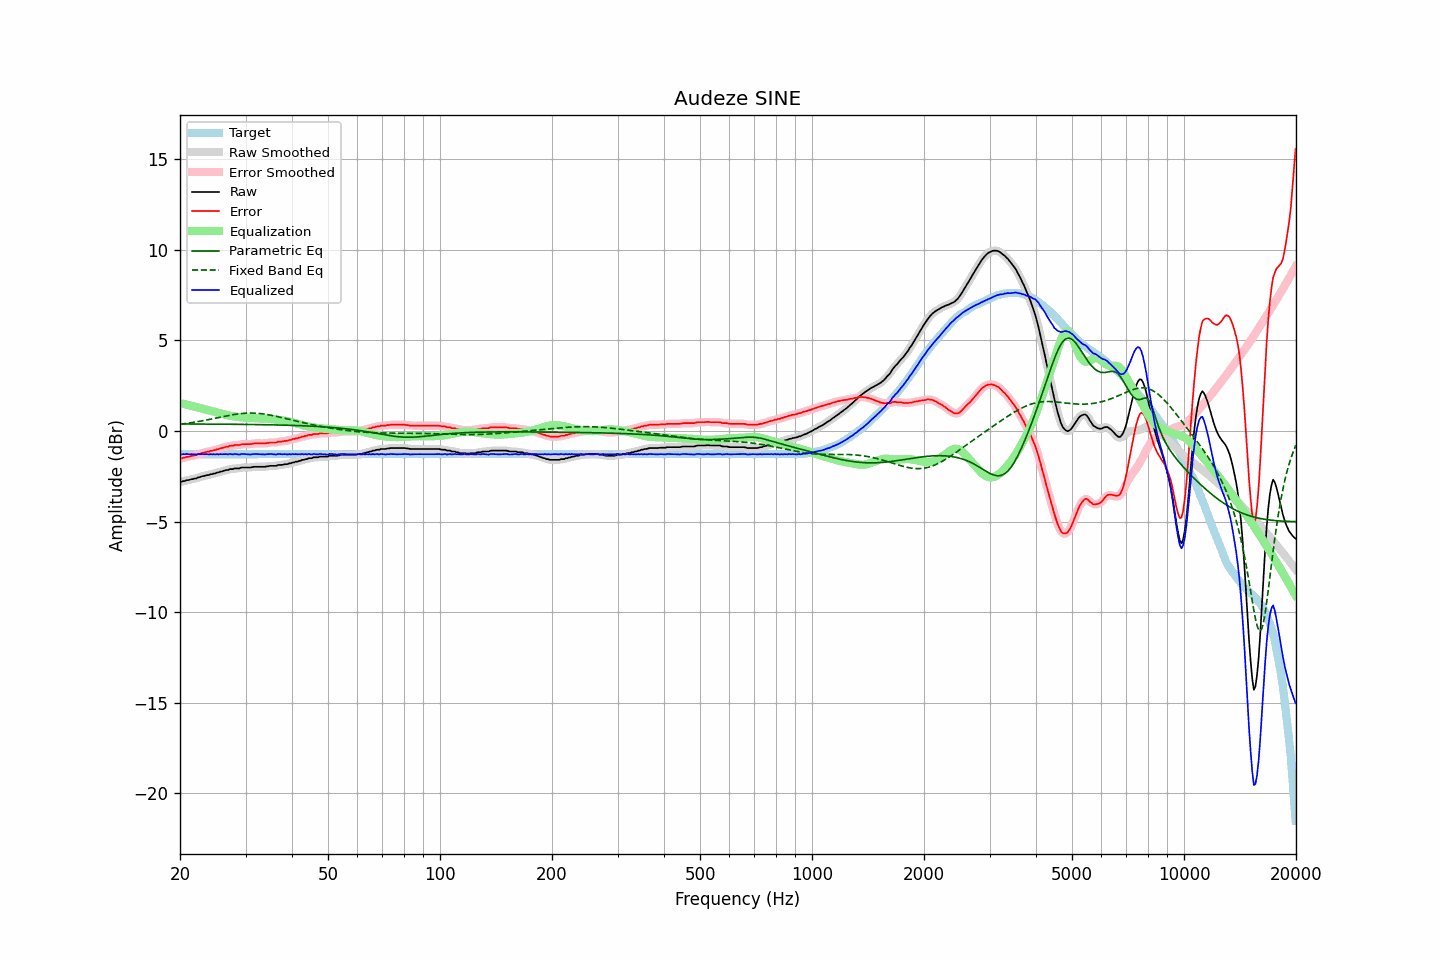 Audeze SINE
Target
Raw Smoothed
Error Smoothed
Raw
Error
Equalization
Parametric Eq
Fixed Band Eq
Equalized
15
10
5
0
−5
−10
−15
−20
Amplitude (dBr)
20 50 100 200 500 1000 2000 5000 10000 20000
Frequency (Hz)